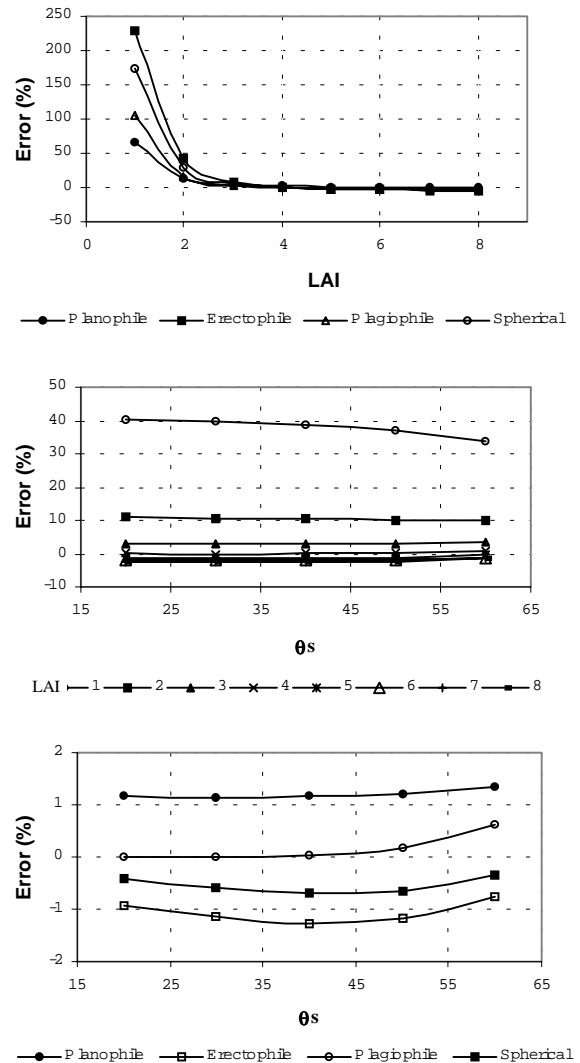 250
200
150
100
50
0
-50
Error (%)
0 2 4 6 8
LAI
Planophile Erectophile Plagiophile Spherical
50
40
30
20
10
0
-10
Error (%)
15 25 35 45 55 65
θs
LAI 1 2 3 4 5 6 7 8
2
1
0
-1
-2
Error (%)
15 25 35 45 55 65
θs
Planophile Erectophile Plagiophile Spherical